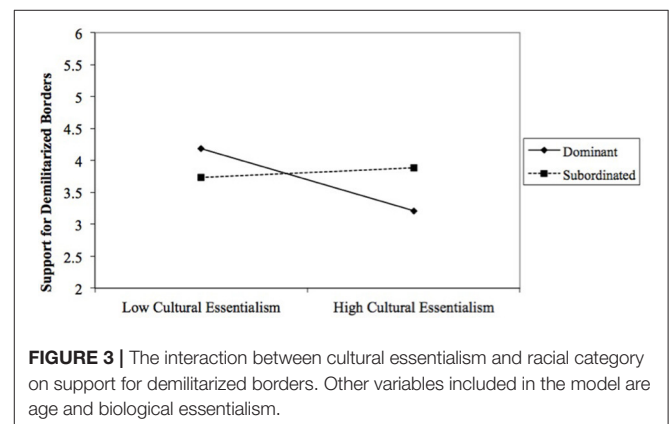 6
5.5
5
4.5
4
3.5
3
2.5
2
Support for Demilitarized Borders
Low Cultural Essentialism High Cultural Essentialism
Dominant
Subordinated
FIGURE 3 | The interaction between cultural essentialism and racial category
on support for demilitarized borders. Other variables included in the model are
age and biological essentialism.